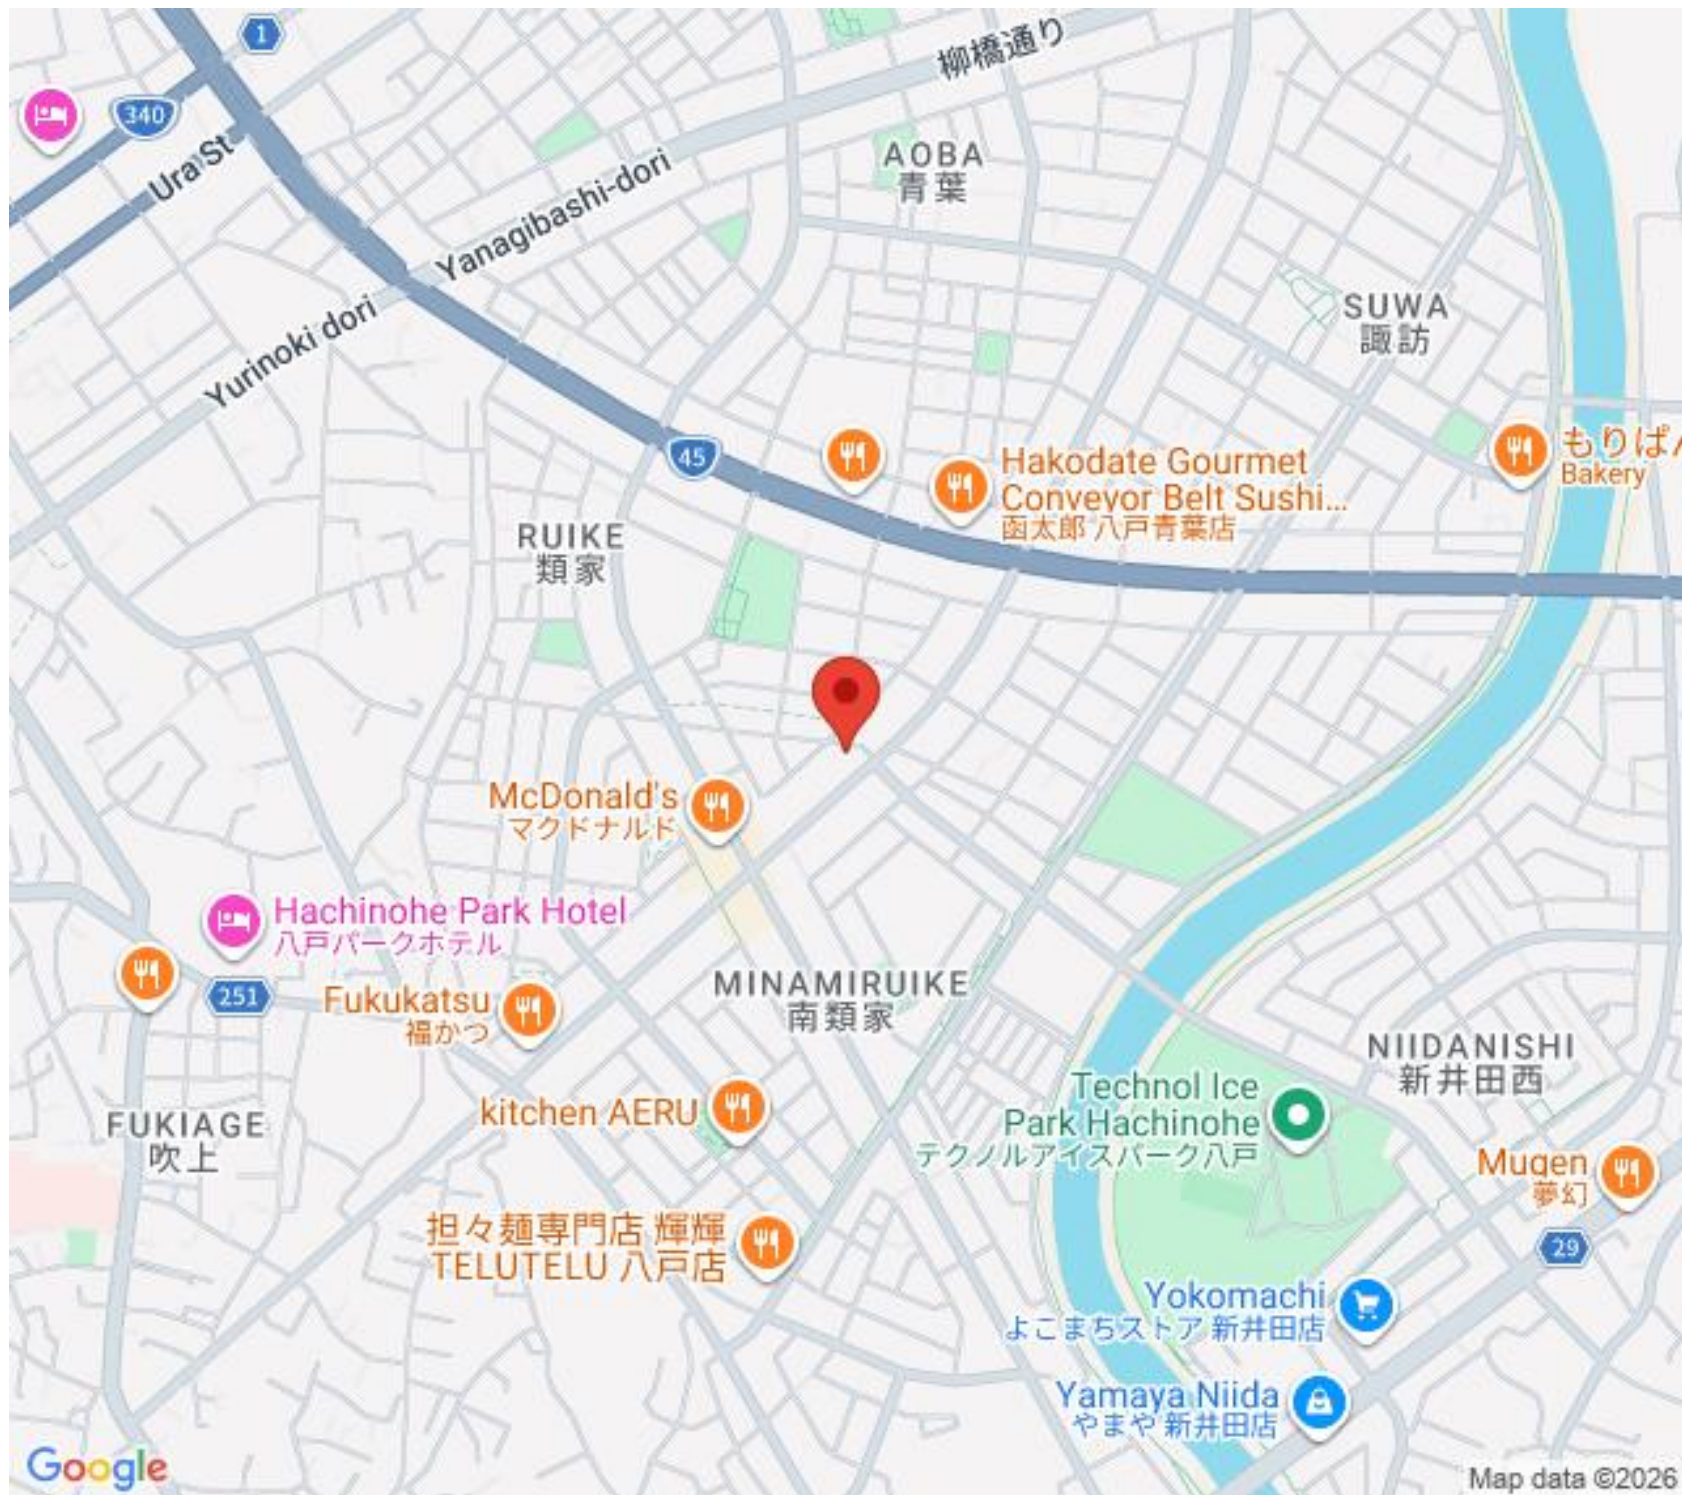 1
柳橋通り
340
Ura St
AOBA
青葉
Yanagibashi-dori
SUWA
諏訪
Yurinoki dori
45
Hakodate Gourmet
Conveyor Belt Sushi...
函太郎 八戸青葉店
もりぱん
Bakery
RUIKE
類家
McDonald's
マクドナルド
Hachinohe Park Hotel
八戸パークホテル
251
Fukukatsu
福かつ
MINAMIRUIKE
南類家
NIIDANISHI
新井田西
Technol Ice
Park Hachinohe
テクノルアイスパーク八戸
kitchen AERU
FUKIAGE
吹上
Mugen
夢幻
担々麺専門店 輝輝
TELUTELU 八戸店
29
Yokomachi
よこまちストア 新井田店
Yamaya Niida
やまや 新井田店
Google
Map data ©2026